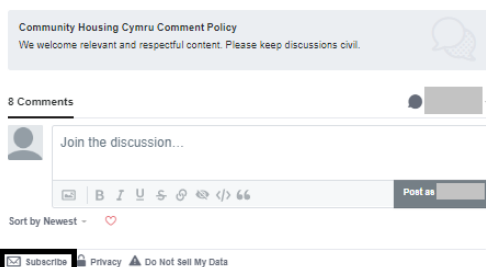 Community Housing Cymru Comment Policy
We welcome relevant and respectful content. Please keep discussions civil.
8 Comments
Join the discussion...
B I U S </>
Post as
Sort by Newest
Subscribe Privacy Do Not Sell My Data